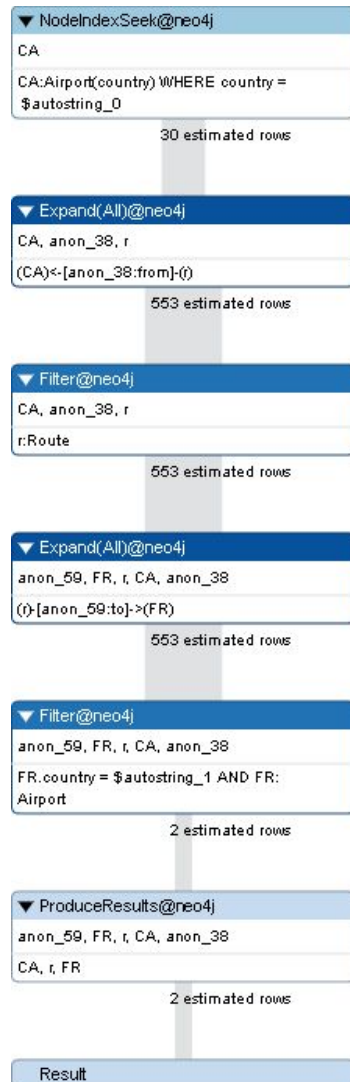 ▼ NodeIndexSeek@neo4j
CA
CA:Airport(country) WHERE country =
$autostring_0
30 estimated rows
▼ Expand(All)@neo4j
CA, anon_38, r
(CA)<-[anon_38:from]-(r)
553 estimated rows
▼ Filter@neo4j
CA, anon_38, r
r:Route
553 estimated rows
▼ Expand(All)@neo4j
anon_59, FR, r, CA, anon_38
(r)-[anon_59:to]->(FR)
553 estimated rows
▼ Filter@neo4j
anon_59, FR, r, CA, anon_38
FR.country = $autostring_1 AND FR:
Airport
2 estimated rows
▼ ProduceResults@neo4j
anon_59, FR, r, CA, anon_38
CA, r, FR
2 estimated rows
Result